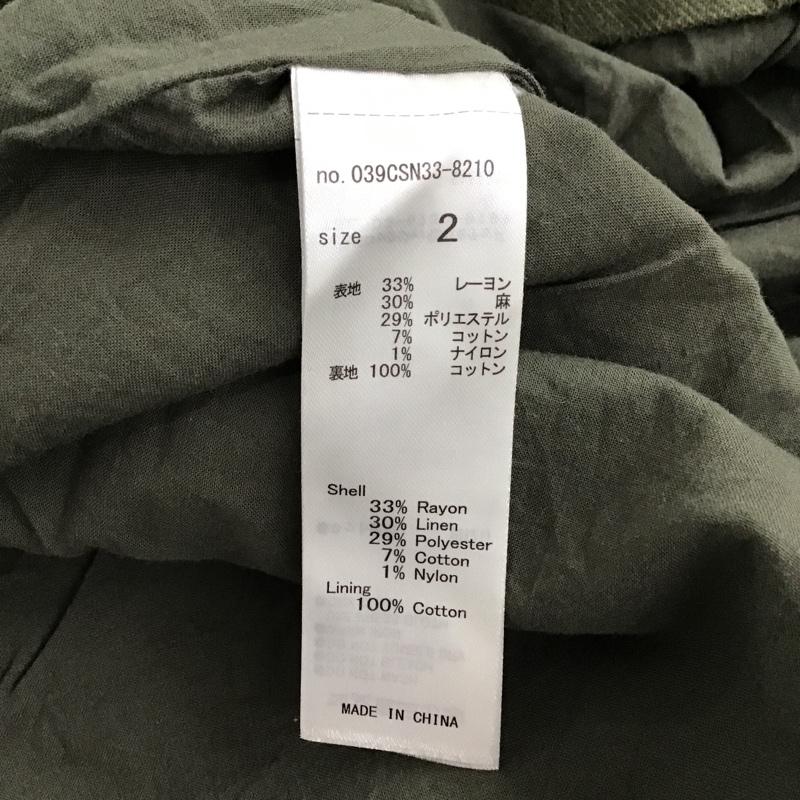 no. 039CSN33-8210
size 2
表地 33% レーヨン
30% 麻
29% ポリエステル
7% コットン
1% ナイロン
裏地 100% コットン
Shell
33% Rayon
30% Linen
29% Polyester
7% Cotton
1% Nylon
Lining
100% Cotton
MADE IN CHINA